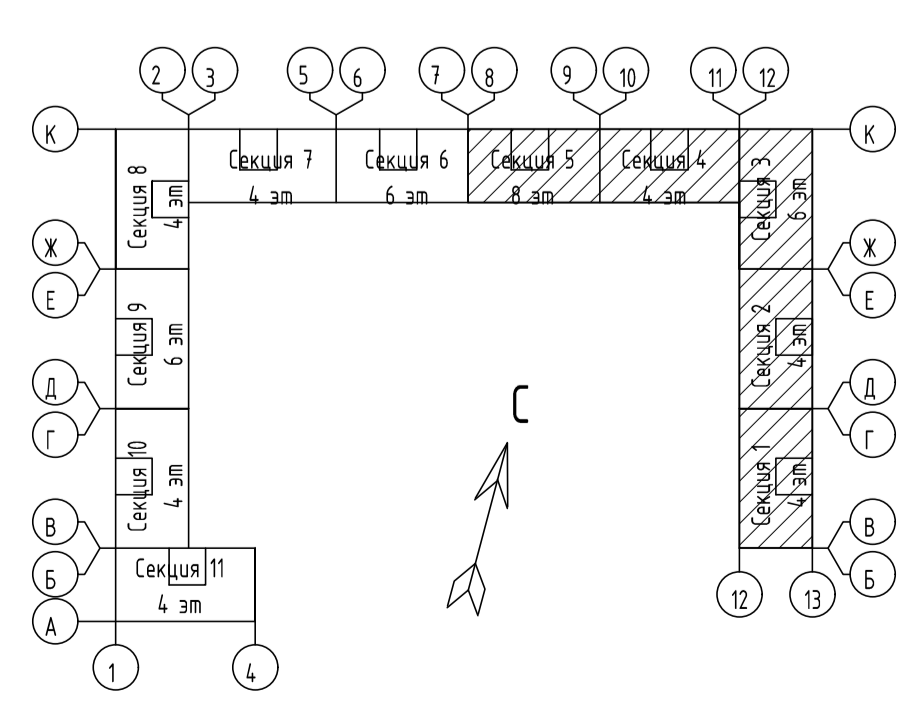 2 3 5 6 7 8 9 10 11 12
К К
Секция 7
4 эт
Секция 6
6 эт
Секция 5
8 эт
Секция 4
4 эт
Секция 8
4 эт
Секция 3
6 эт
Ж Ж
Е Е
Секция 9
6 эт
Секция 2
4 эт
Д Д
Г Г
С
Секция 10
4 эт
Секция 1
4 эт
В В
Б Б
Секция 11
4 эт
12 13
А
1 4